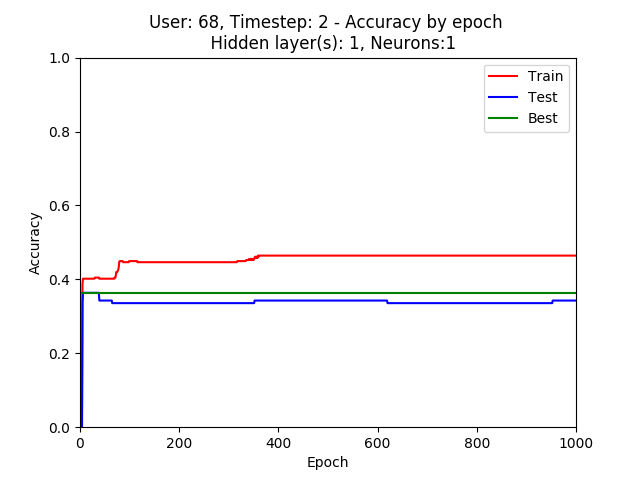 User: 68, Timestep: 2 - Accuracy by epoch
Hidden layer(s): 1, Neurons:1
Train
Test
Best
1.0
0.8
0.6
0.4
0.2
0.0
Accuracy
0 200 400 600 800 1000
Epoch